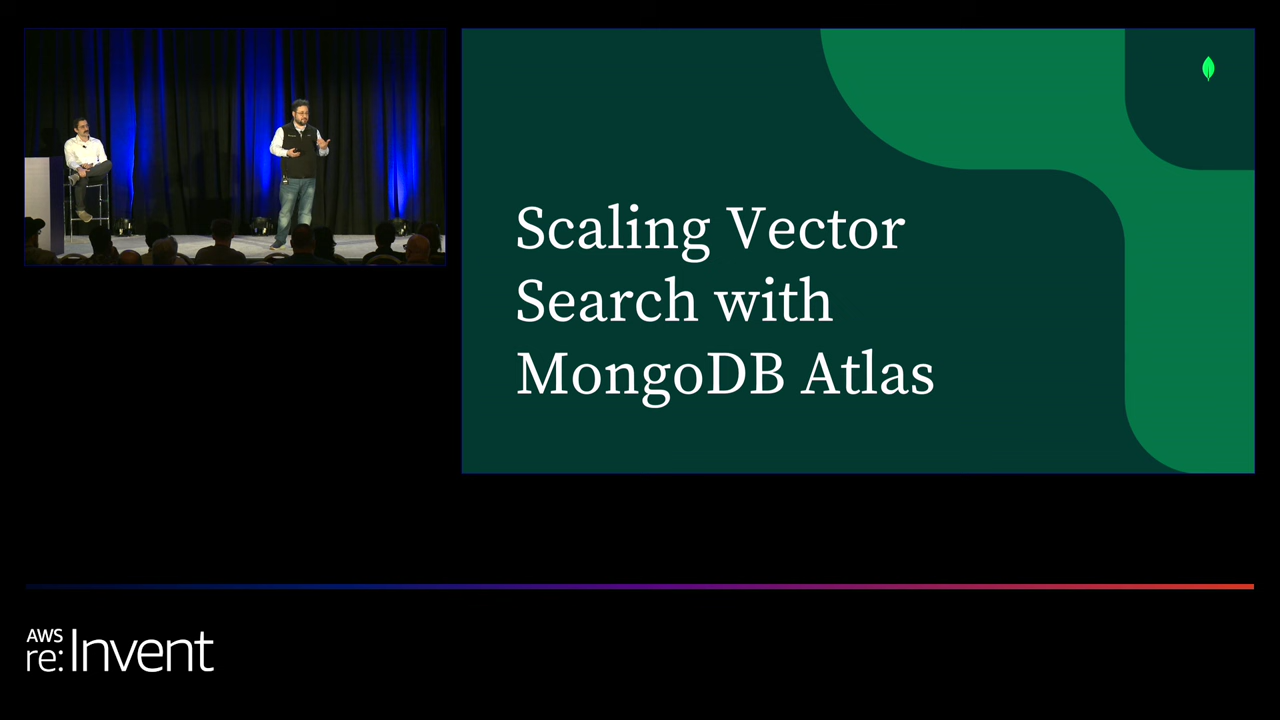 Scaling Vector
Search with
MongoDB Atlas
AWS
re:Invent